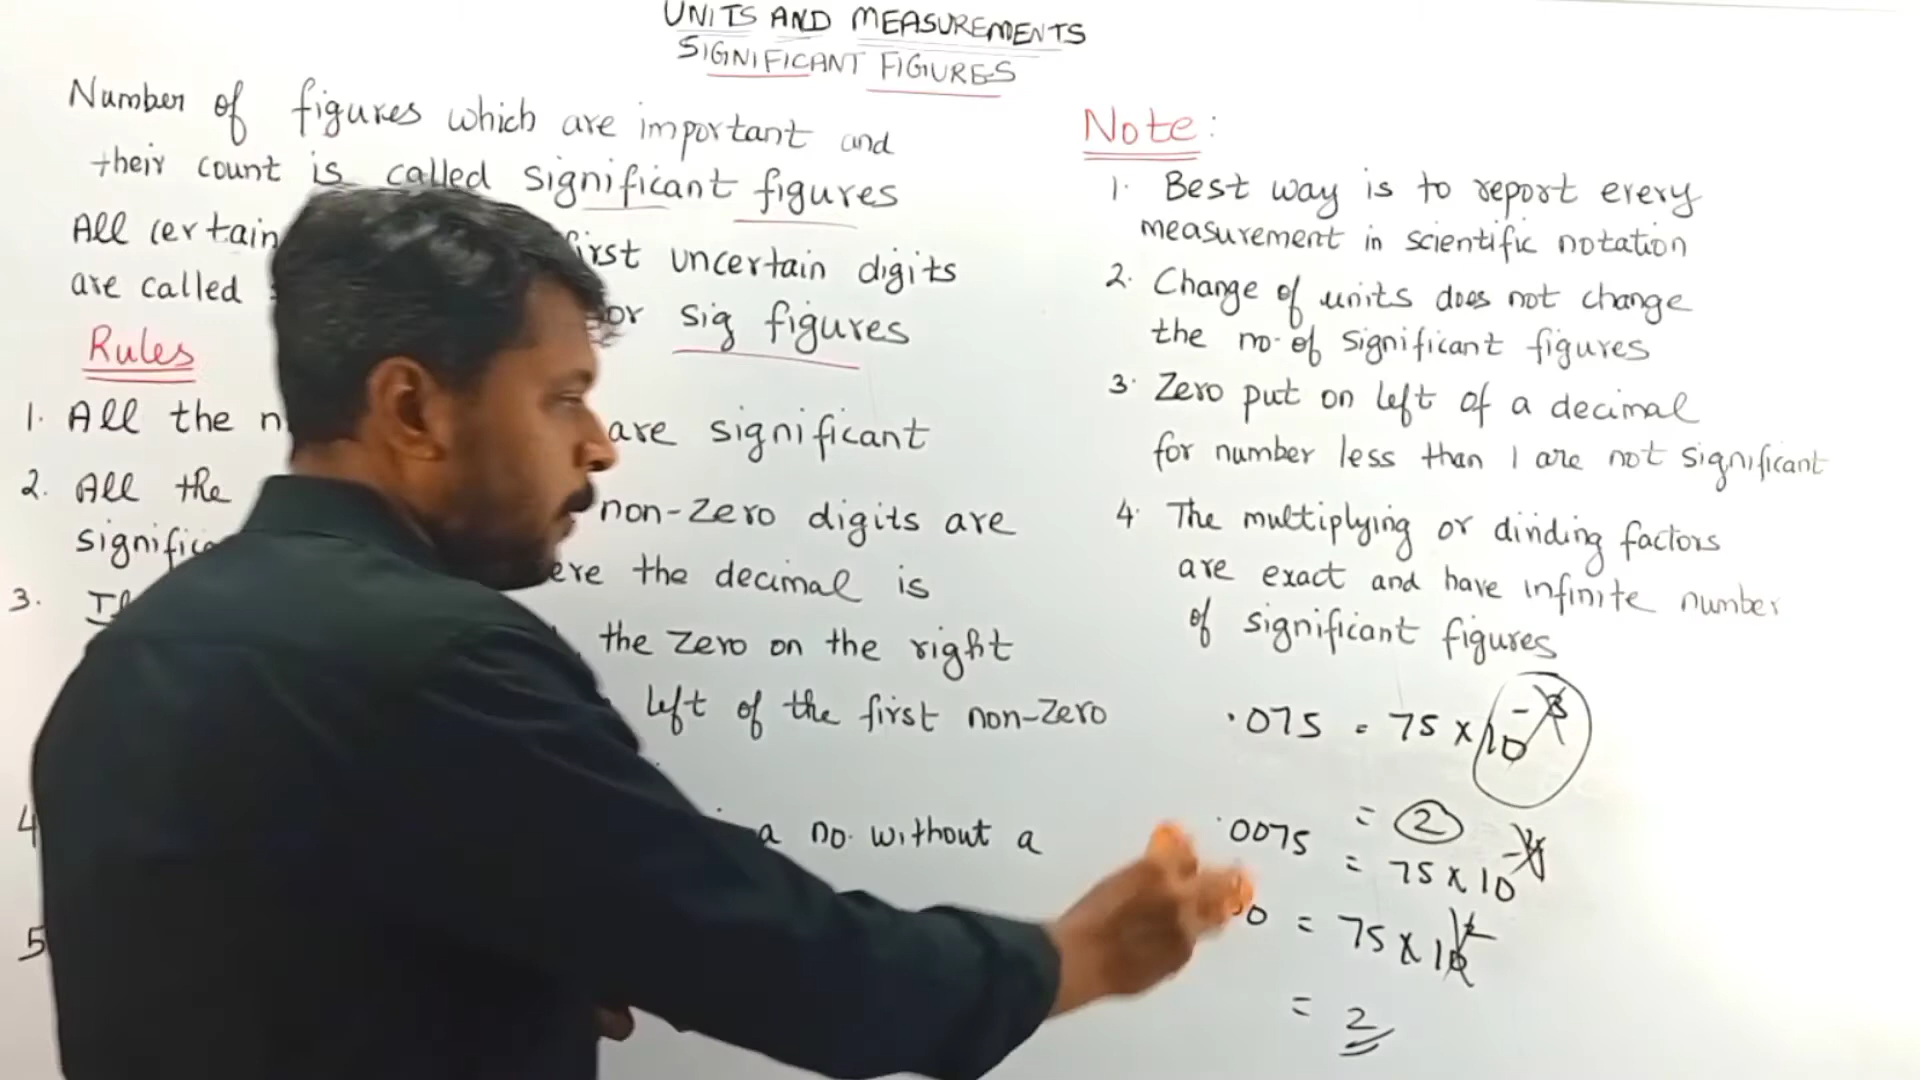 UNITS AND MEASUREMENTS
SIGNIFICANT FIGURES
Number of figures which are important and
their count is called significant figures
All certain first uncertain digits
are called or sig figures
Rules
1. All the are significant
2. All the non-zero digits are
3. the decimal is
the zero on the right
left of the first non-zero
4
a no. without a
5
Note:
1. Best way is to report every
measurement in scientific notation
2. Change of units does not change
the no. of significant figures
3. Zero put on left of a decimal
for number less than 1 are not significant
4. The multiplying or dividing factors
are exact and have infinite number
of significant figures
.075 = 75 x 10
= 2
.0075 = 75 x 10
= 75 x 10
= 2